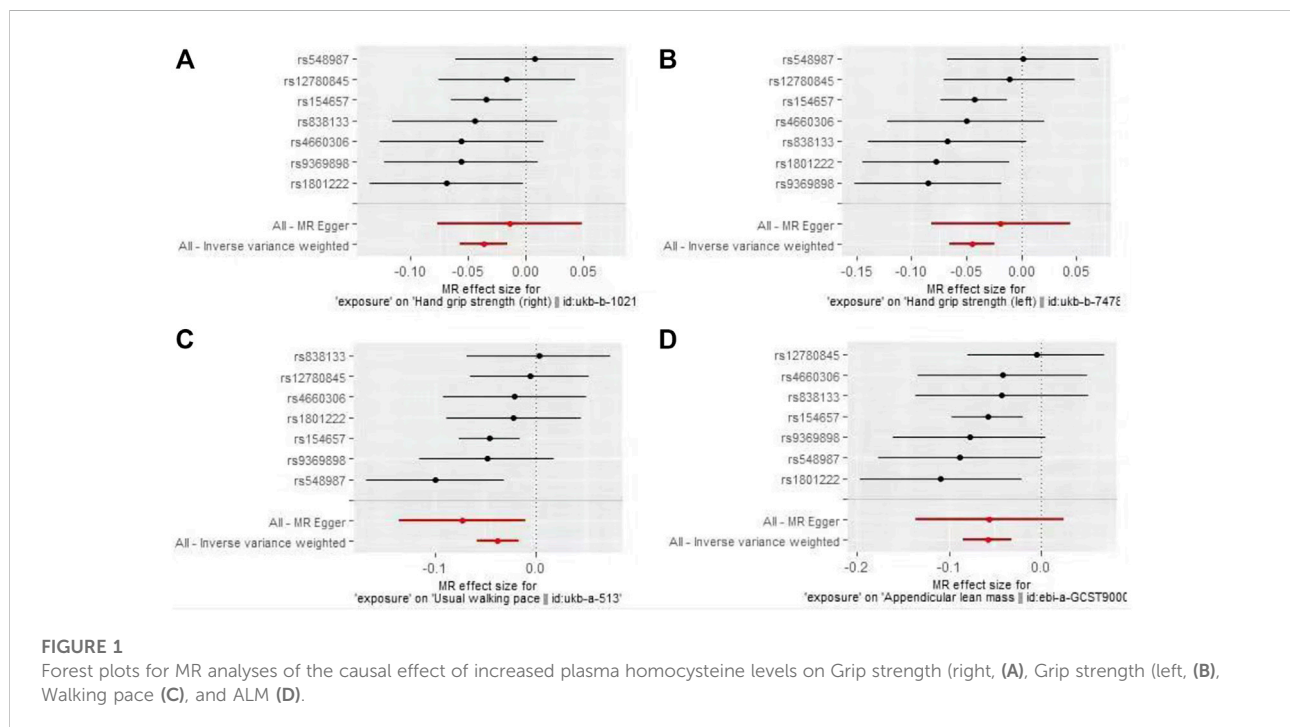 A
rs548987
rs12780845
rs154657
rs838133
rs4660306
rs9369898
rs1801222
All - MR Egger
All - Inverse variance weighted
-0.10 -0.05 0.00 0.05
MR effect size for
'exposure' on 'Hand grip strength (right) || id:ukb-b-1021
B
rs548987
rs12780845
rs154657
rs4660306
rs838133
rs1801222
rs9369898
All - MR Egger
All - Inverse variance weighted
-0.15 -0.10 -0.05 0.00 0.05
MR effect size for
'exposure' on 'Hand grip strength (left) || id:ukb-b-7478
C
rs838133
rs12780845
rs4660306
rs1801222
rs154657
rs9369898
rs548987
All - MR Egger
All - Inverse variance weighted
-0.1 0.0
MR effect size for
'exposure' on 'Usual walking pace || id:ukb-a-513'
D
rs12780845
rs4660306
rs838133
rs154657
rs9369898
rs548987
rs1801222
All - MR Egger
All - Inverse variance weighted
-0.2 -0.1 0.0
MR effect size for
'exposure' on 'Appendicular lean mass || id:ebi-a-GCST900(
FIGURE 1
Forest plots for MR analyses of the causal effect of increased plasma homocysteine levels on Grip strength (right, (A), Grip strength (left, (B),
Walking pace (C), and ALM (D).